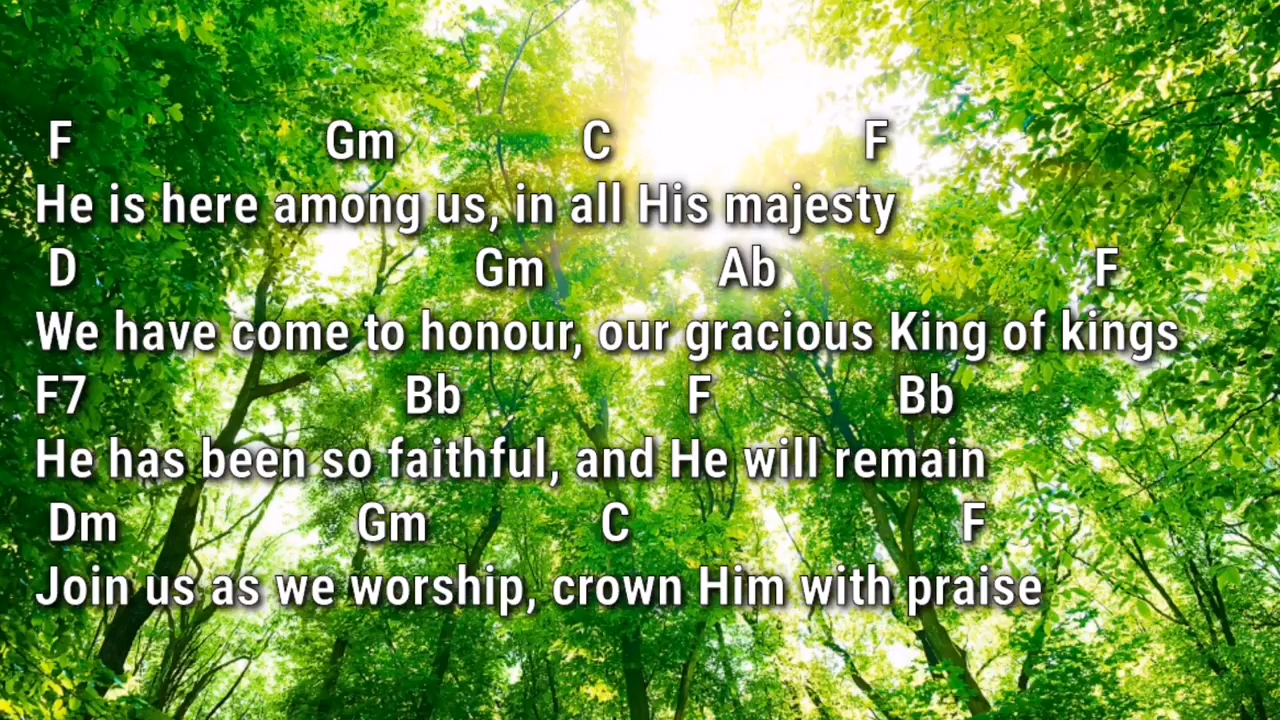 F Gm C F
He is here among us, in all His majesty
D Gm Ab F
We have come to honour, our gracious King of kings
F7 Bb F Bb
He has been so faithful, and He will remain
Dm Gm C F
Join us as we worship, crown Him with praise